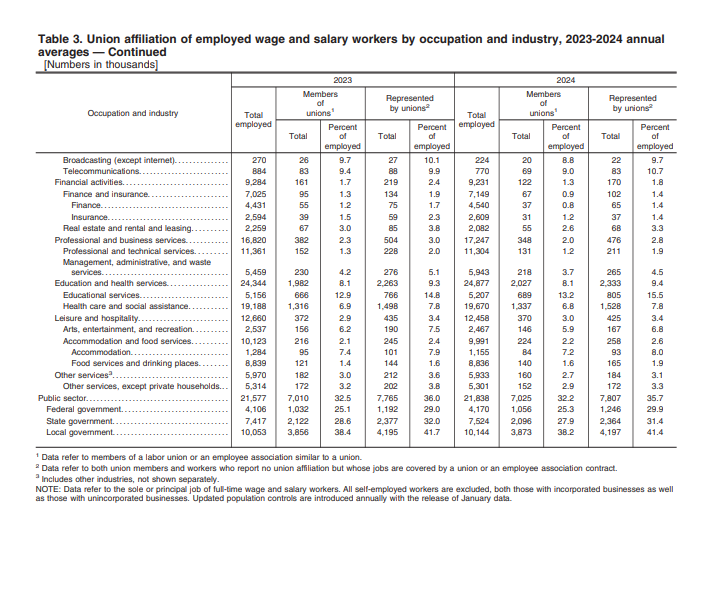 Table 3. Union affiliation of employed wage and salary workers by occupation and industry, 2023-2024 annual
averages — Continued
[Numbers in thousands]
Occupation and industry
2023
2024
Total employed
Members of unions1
Represented by unions2
Total employed
Members of unions1
Represented by unions2
Total
Percent of employed
Total
Percent of employed
Total
Percent of employed
Total
Percent of employed
Broadcasting (except internet).............. 270 26 9.7 27 10.1 224 20 8.8 22 9.7
Telecommunications.............. 884 83 9.4 88 9.9 770 69 9.0 83 10.7
Financial activities.............. 9,284 161 1.7 219 2.4 9,231 122 1.3 170 1.8
Finance and insurance.............. 7,025 95 1.3 134 1.9 7,149 67 0.9 102 1.4
Finance.............. 4,431 55 1.2 75 1.7 4,540 37 0.8 65 1.4
Insurance.............. 2,594 39 1.5 59 2.3 2,609 31 1.2 37 1.4
Real estate and rental and leasing.............. 2,259 67 3.0 85 3.8 2,082 55 2.6 68 3.3
Professional and business services.............. 16,820 382 2.3 504 3.0 17,247 348 2.0 476 2.8
Professional and technical services.............. 11,361 152 1.3 228 2.0 11,304 131 1.2 211 1.9
Management, administrative, and waste
services.............. 5,459 230 4.2 276 5.1 5,943 218 3.7 265 4.5
Education and health services.............. 24,344 1,982 8.1 2,263 9.3 24,877 2,027 8.1 2,333 9.4
Educational services.............. 5,156 666 12.9 766 14.8 5,207 689 13.2 805 15.5
Health care and social assistance.............. 19,188 1,316 6.9 1,498 7.8 19,670 1,337 6.8 1,528 7.8
Leisure and hospitality.............. 12,660 372 2.9 435 3.4 12,458 370 3.0 425 3.4
Arts, entertainment, and recreation.............. 2,537 156 6.2 190 7.5 2,467 146 5.9 167 6.8
Accommodation and food services.............. 10,123 216 2.1 245 2.4 9,991 224 2.2 258 2.6
Accommodation.............. 1,284 95 7.4 101 7.9 1,155 84 7.2 93 8.0
Food services and drinking places.............. 8,839 121 1.4 144 1.6 8,836 140 1.6 165 1.9
Other services3.............. 5,970 182 3.0 212 3.6 5,933 160 2.7 184 3.1
Other services, except private households... 5,314 172 3.2 202 3.8 5,301 152 2.9 172 3.3
Public sector.............. 21,577 7,010 32.5 7,765 36.0 21,838 7,025 32.2 7,807 35.7
Federal government.............. 4,106 1,032 25.1 1,192 29.0 4,170 1,056 25.3 1,246 29.9
State government.............. 7,417 2,122 28.6 2,377 32.0 7,524 2,096 27.9 2,364 31.4
Local government.............. 10,053 3,856 38.4 4,195 41.7 10,144 3,873 38.2 4,197 41.4
1 Data refer to members of a labor union or an employee association similar to a union.
2 Data refer to both union members and workers who report no union affiliation but whose jobs are covered by a union or an employee association contract.
3 Includes other industries, not shown separately.
NOTE: Data refer to the sole or principal job of full-time wage and salary workers. All self-employed workers are excluded, both those with incorporated businesses as well
as those with unincorporated businesses. Updated population controls are introduced annually with the release of January data.